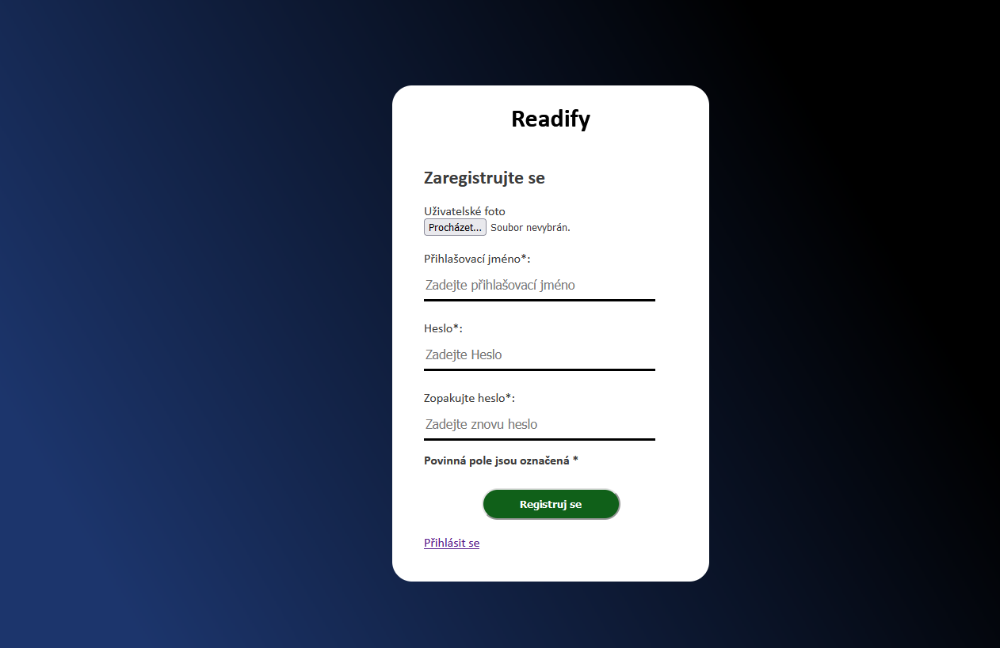 Readify
Zaregistrujte se
Uživatelské foto
Procházet... Soubor nevybrán.
Přihlašovací jméno*:
Zadejte přihlašovací jméno
Heslo*:
Zadejte Heslo
Zopakujte heslo*:
Zadejte znovu heslo
Povinná pole jsou označená *
Registruj se
Přihlásit se